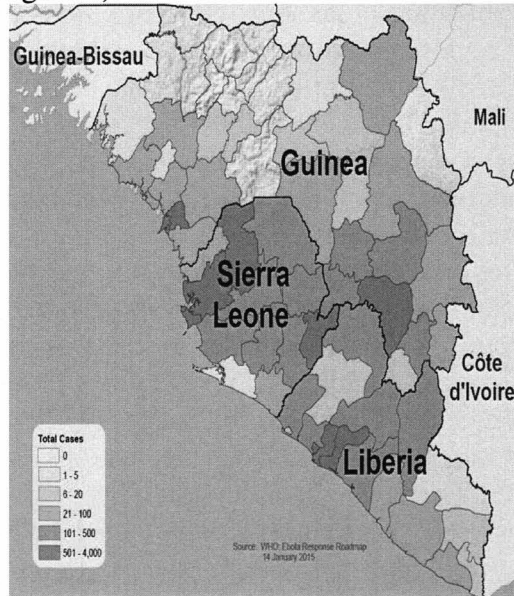 Guinea-Bissau
Mali
Guinea
Sierra
Leone
Côte
d'Ivoire
Liberia
Total Cases
0
1 - 5
6 - 20
21 - 100
101 - 500
501 - 4,000
Source: WHO: Ebola Response Roadmap
14 January 2015